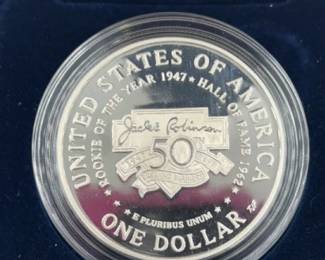 UNITED STATES OF AMERICA
ROOKIE OF THE YEAR 1947 ★ HALL OF FAME 1962
Jackie Robinson
50
E PLURIBUS UNUM
ONE DOLLAR